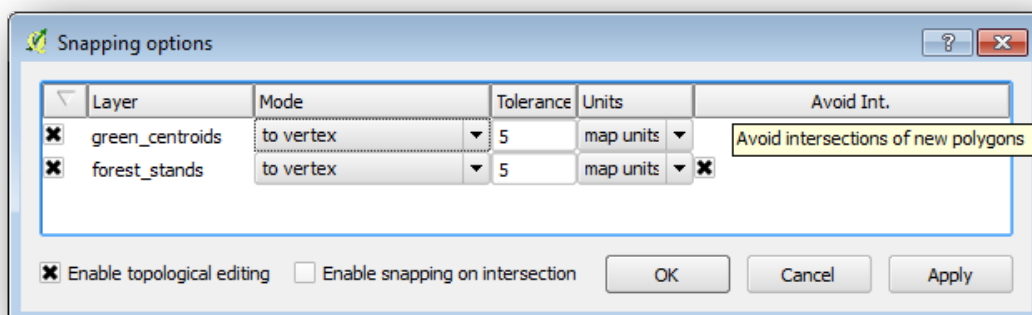 Snapping options
Layer Mode Tolerance Units Avoid Int.
green_centroids to vertex 5 map units Avoid intersections of new polygons
forest_stands to vertex 5 map units
Enable topological editing Enable snapping on intersection OK Cancel Apply